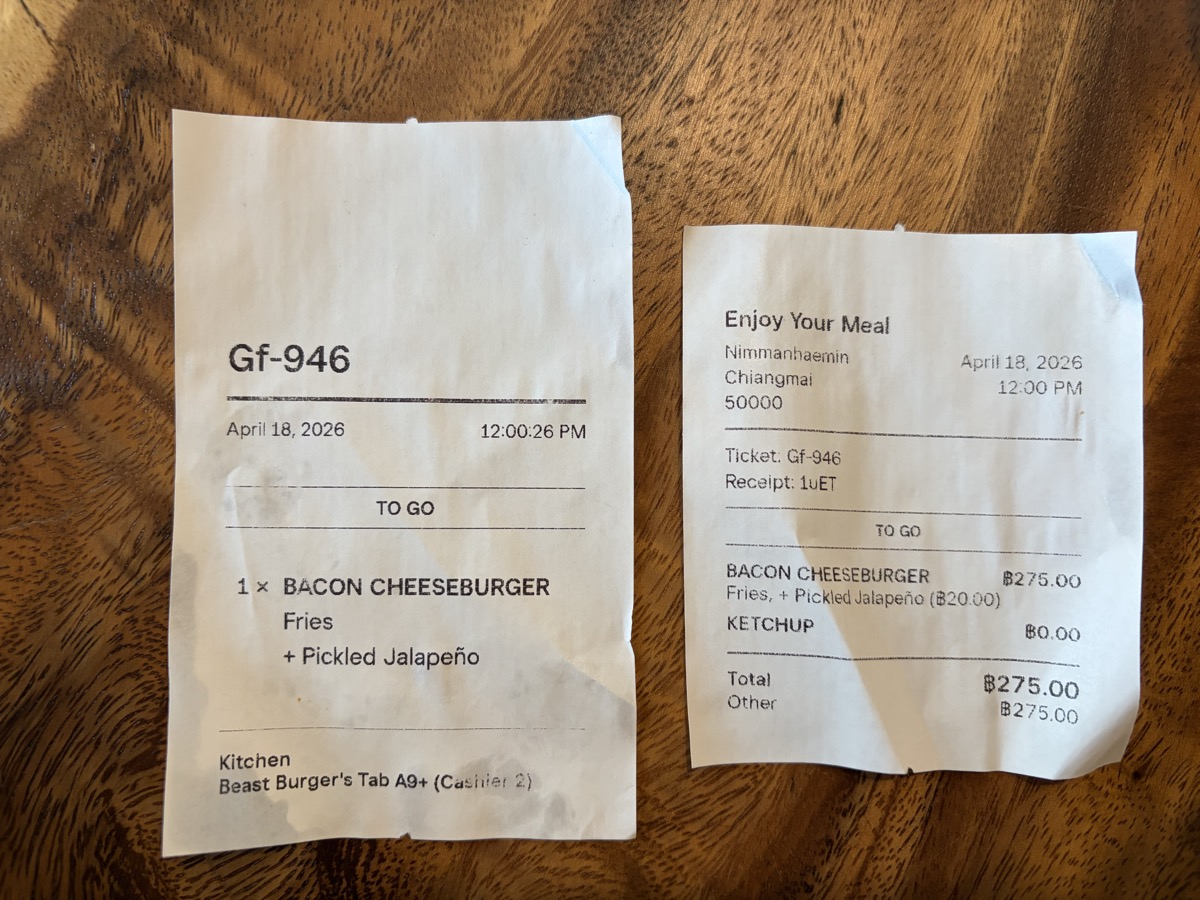 Gf-946
April 18, 2026 12:00:26 PM
TO GO
1 × BACON CHEESEBURGER
Fries
+ Pickled Jalapeño
Kitchen
Beast Burger's Tab A9+ (Cashier 2)
Enjoy Your Meal
Nimmanhaemin April 18, 2026
Chiangmai 12:00 PM
50000
Ticket: Gf-946
Receipt: 1uET
TO GO
BACON CHEESEBURGER ฿275.00
Fries, + Pickled Jalapeño (฿20.00)
KETCHUP ฿0.00
Total ฿275.00
Other ฿275.00